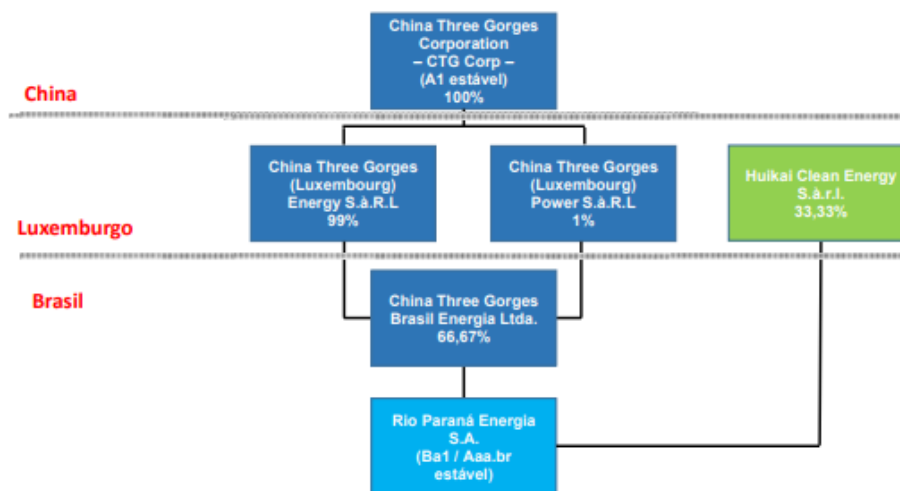 China Three Gorges
Corporation
– CTG Corp –
(A1 estável)
100%
China
China Three Gorges
(Luxembourg)
Energy S.à.R.L
99%
China Three Gorges
(Luxembourg)
Power S.à.R.L
1%
Huikai Clean Energy
S.à.r.l.
33,33%
Luxemburgo
Brasil
China Three Gorges
Brasil Energia Ltda.
66,67%
Rio Paraná Energia
S.A.
(Ba1 / Aaa.br
estável)